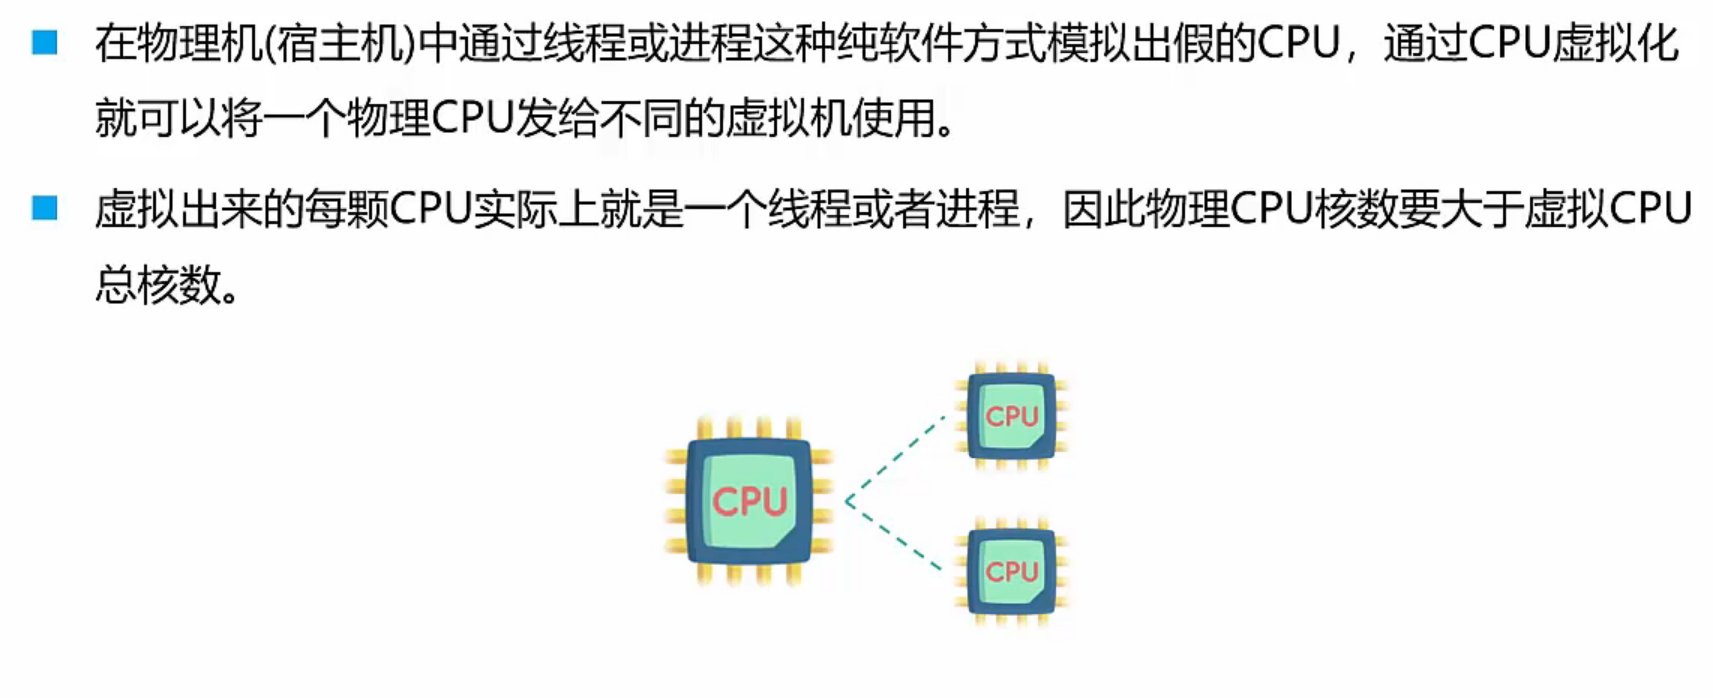 在物理机(宿主机)中通过线程或进程这种纯软件方式模拟出假的CPU，通过CPU虚拟化
就可以将一个物理CPU发给不同的虚拟机使用。
虚拟出来的每颗CPU实际上就是一个线程或者进程，因此物理CPU核数要大于虚拟CPU
总核数。
CPU
CPU
CPU